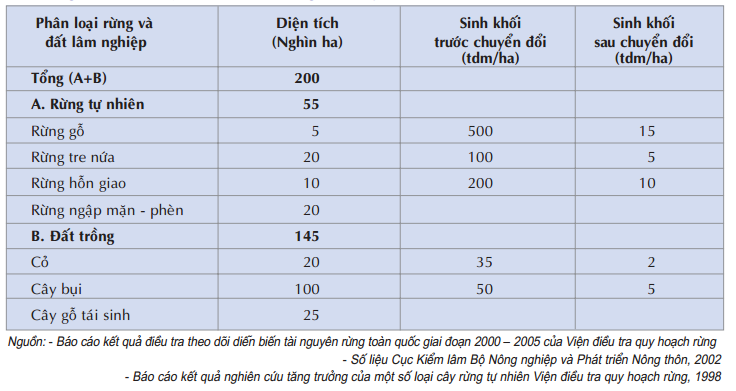 Phân loại rừng và đất lâm nghiệp | Diện tích (Nghìn ha) | Sinh khối trước chuyển đổi (tdm/ha) | Sinh khối sau chuyển đổi (tdm/ha)
Tổng (A+B) 200
A. Rừng tự nhiên 55
Rừng gỗ 5 500 15
Rừng tre nứa 20 100 5
Rừng hỗn giao 10 200 10
Rừng ngập mặn - phèn 20
B. Đất trồng 145
Cỏ 20 35 2
Cây bụi 100 50 5
Cây gỗ tái sinh 25
Nguồn: - Báo cáo kết quả điều tra theo dõi diến biến tài nguyên rừng toàn quốc giai đoạn 2000 – 2005 của Viện điều tra quy hoạch rừng
- Số liệu Cục Kiểm lâm Bộ Nông nghiệp và Phát triển Nông thôn, 2002
- Báo cáo kết quả nghiên cứu tăng trưởng của một số loại cây rừng tự nhiên Viện điều tra quy hoạch rừng, 1998